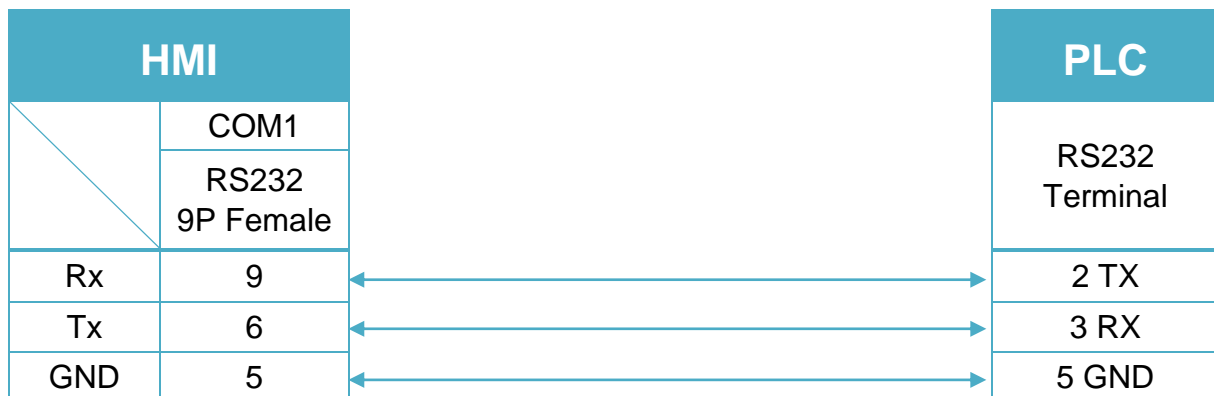 HMI
PLC
COM1
RS232
9P Female
RS232
Terminal
Rx 9 2 TX
Tx 6 3 RX
GND 5 5 GND